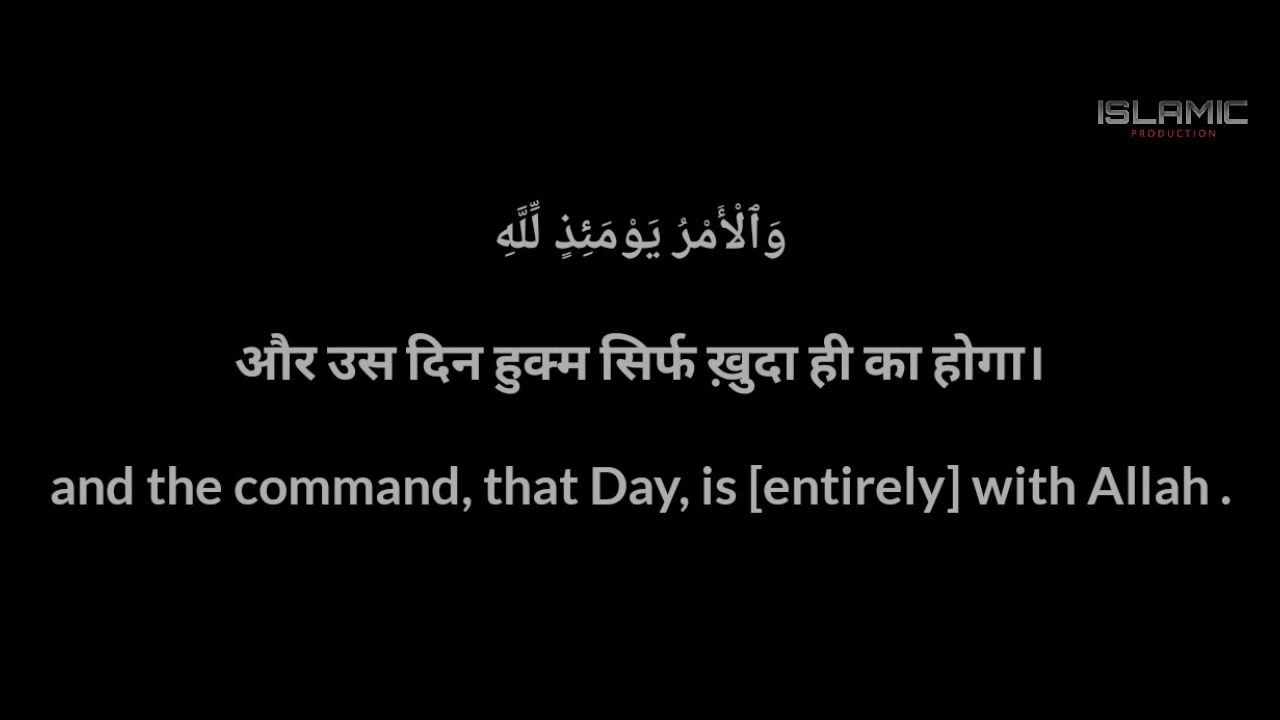 ISLAMIC
PRODUCTION
وَٱلْأَمْرُ يَوْمَئِذٍ لِّلَّهِ
और उस दिन हुक्म सिर्फ ख़ुदा ही का होगा।
and the command, that Day, is [entirely] with Allah .